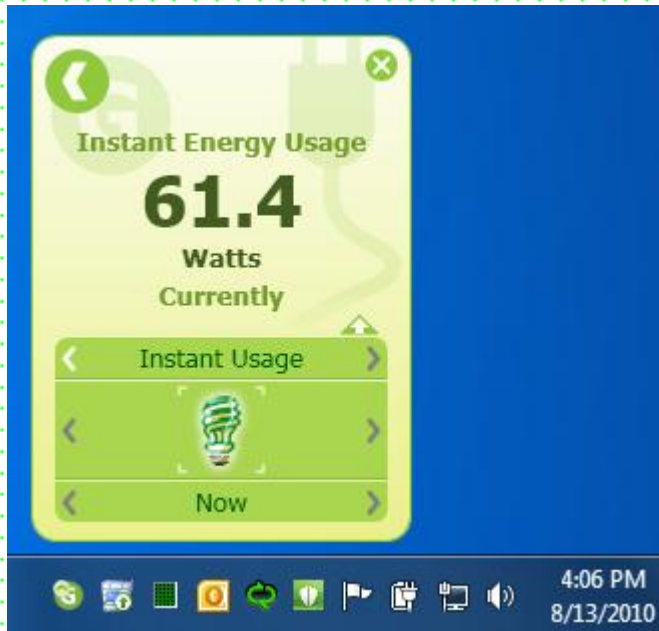 Instant Energy Usage
61.4
Watts
Currently
Instant Usage
Now
4:06 PM
8/13/2010